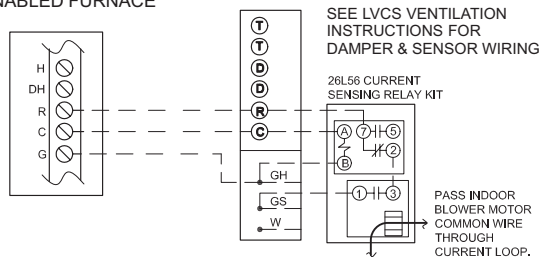 NABLED FURNACE
SEE LVCS VENTILATION
INSTRUCTIONS FOR
DAMPER & SENSOR WIRING
H
DH
R
C
G
T
T
D
D
R
C
GH
GS
W
26L56 CURRENT
SENSING RELAY KIT
A
7
5
2
B
1
3
PASS INDOOR
BLOWER MOTOR
COMMON WIRE
THROUGH
CURRENT LOOP.